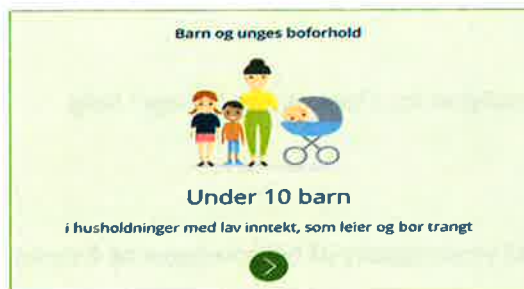 Barn og unges boforhold
Under 10 barn
i husholdninger med lav inntekt, som leier og bor trangt